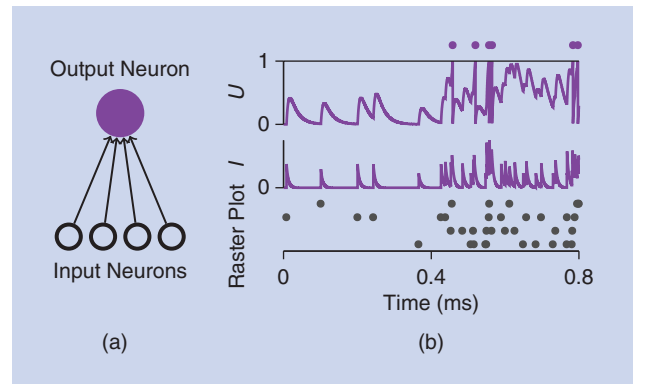 Output Neuron
Input Neurons
(a)
U
1
0
I
0
Raster Plot
0
0.4
0.8
Time (ms)
(b)